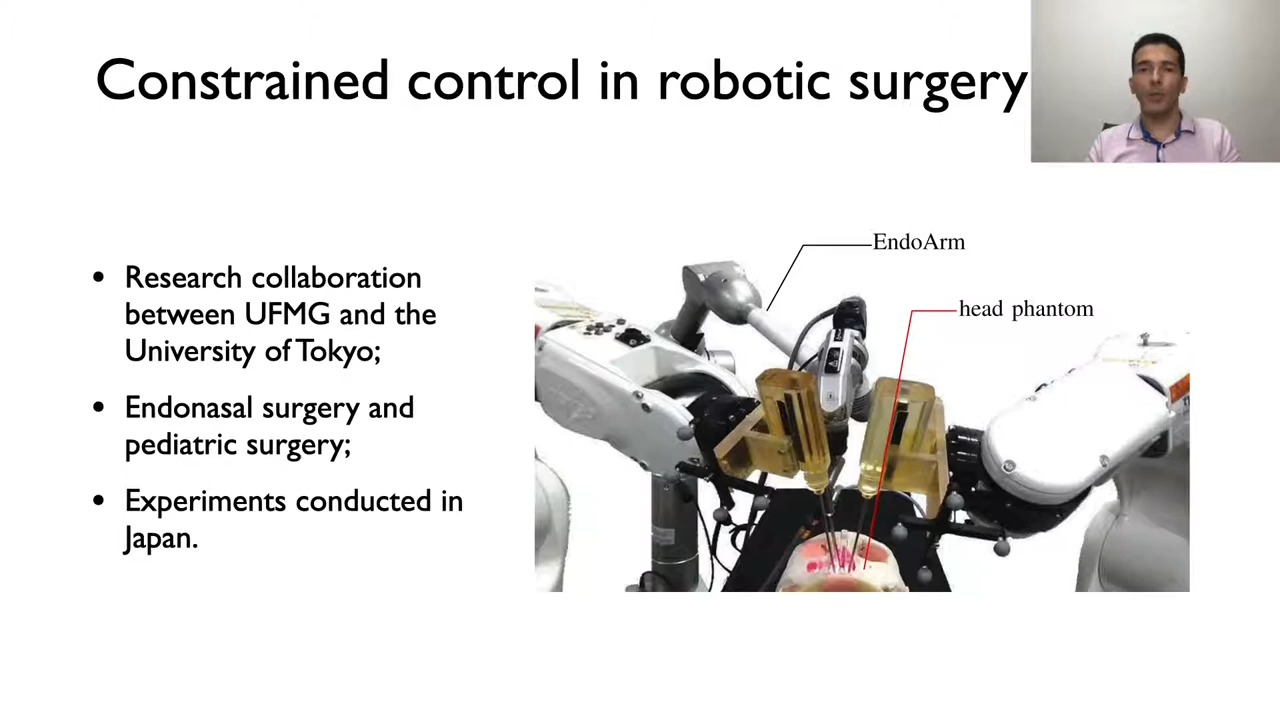 Constrained control in robotic surgery
• Research collaboration
between UFMG and the
University of Tokyo;
• Endonasal surgery and
pediatric surgery;
• Experiments conducted in
Japan.
EndoArm
head phantom